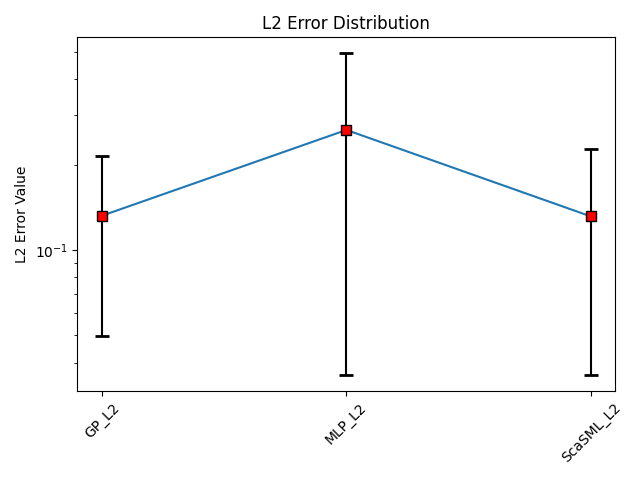 L2 Error Distribution
L2 Error Value
10⁻¹
GP_L2
MLP_L2
ScaSML_L2